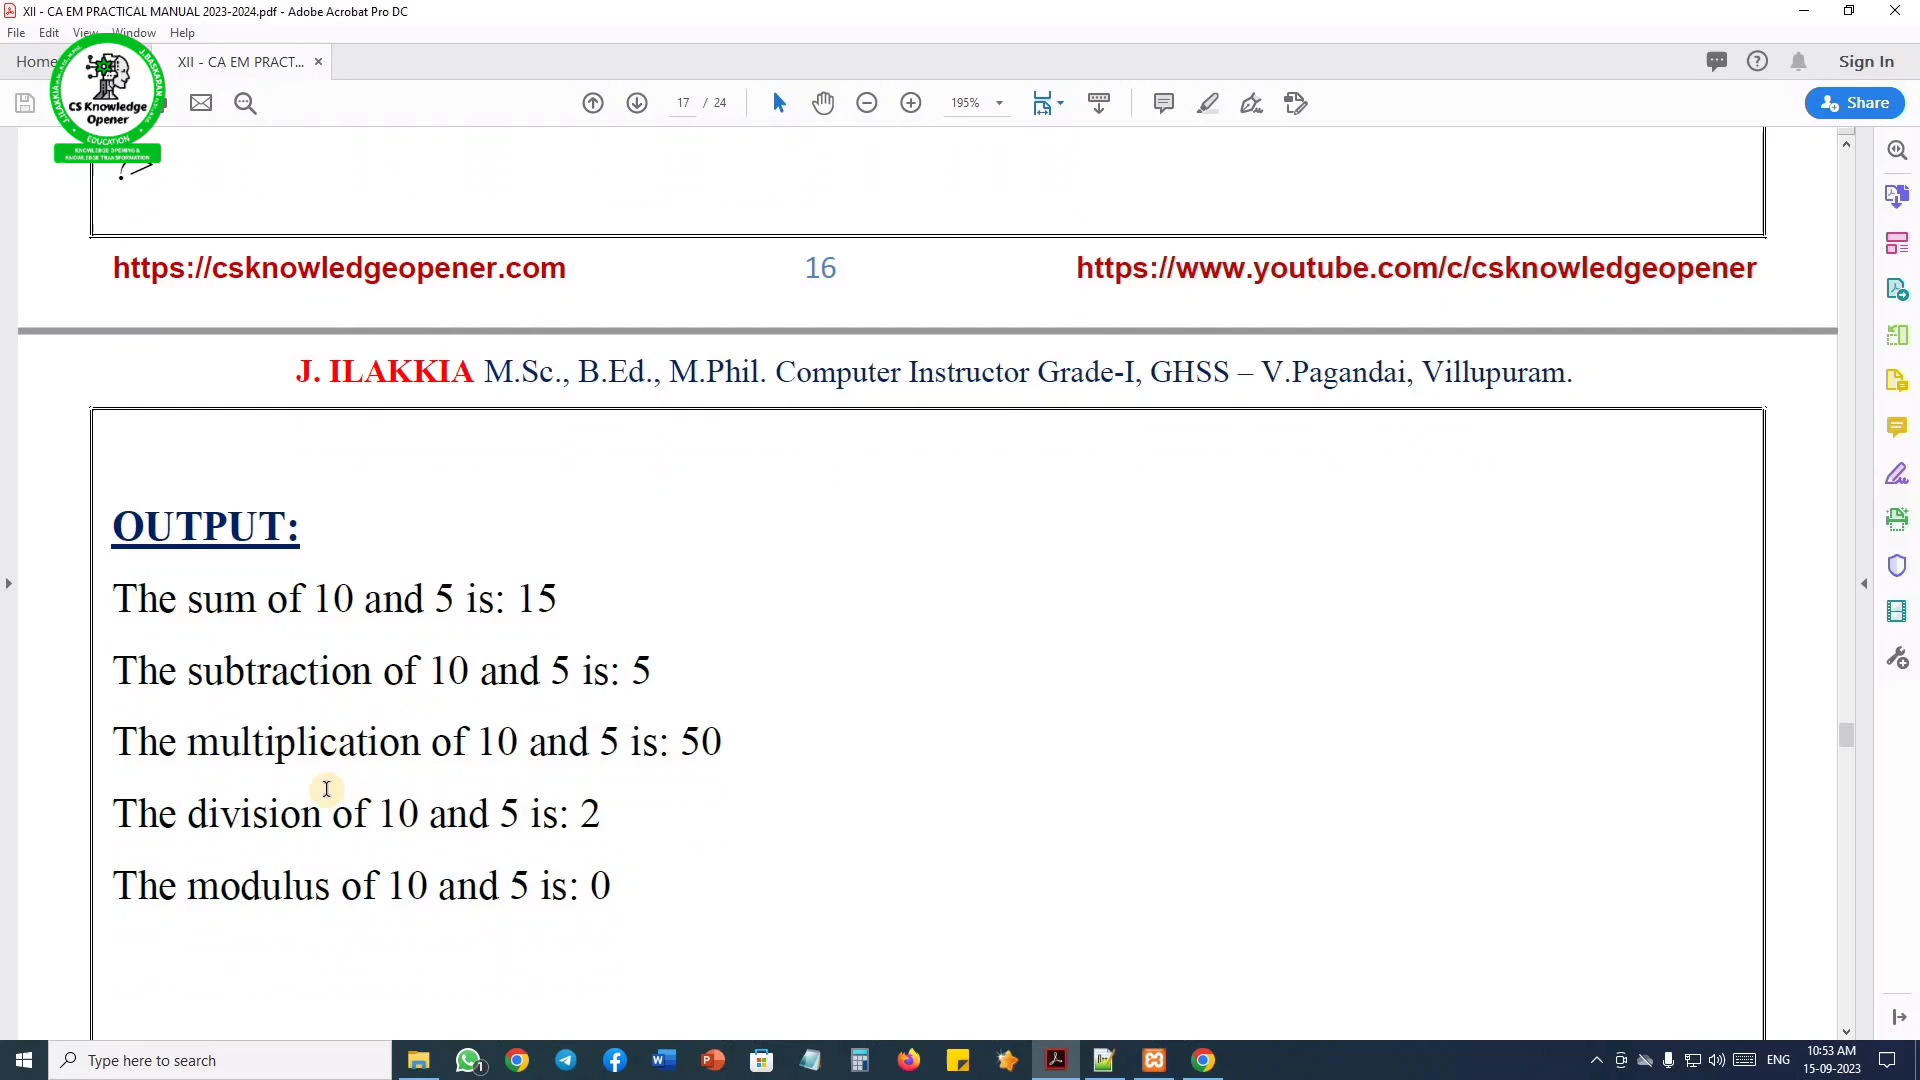 XII - CA EM PRACTICAL MANUAL 2023-2024.pdf - Adobe Acrobat Pro DC
File Edit View Window Help
Home
XII - CA EM PRACT... ×
Sign In
CS Knowledge
Opener
EDUCATION
KNOWLEDGE OPENING &
KNOWLEDGE TRANSFORMATION
17 / 24
195%
Share
?>
https://csknowledgeopener.com 16 https://www.youtube.com/c/csknowledgeopener
J. ILAKKIA M.Sc., B.Ed., M.Phil. Computer Instructor Grade-I, GHSS – V.Pagandai, Villupuram.
OUTPUT:
The sum of 10 and 5 is: 15
The subtraction of 10 and 5 is: 5
The multiplication of 10 and 5 is: 50
The division of 10 and 5 is: 2
The modulus of 10 and 5 is: 0
Type here to search
1
ENG
10:53 AM
15-09-2023